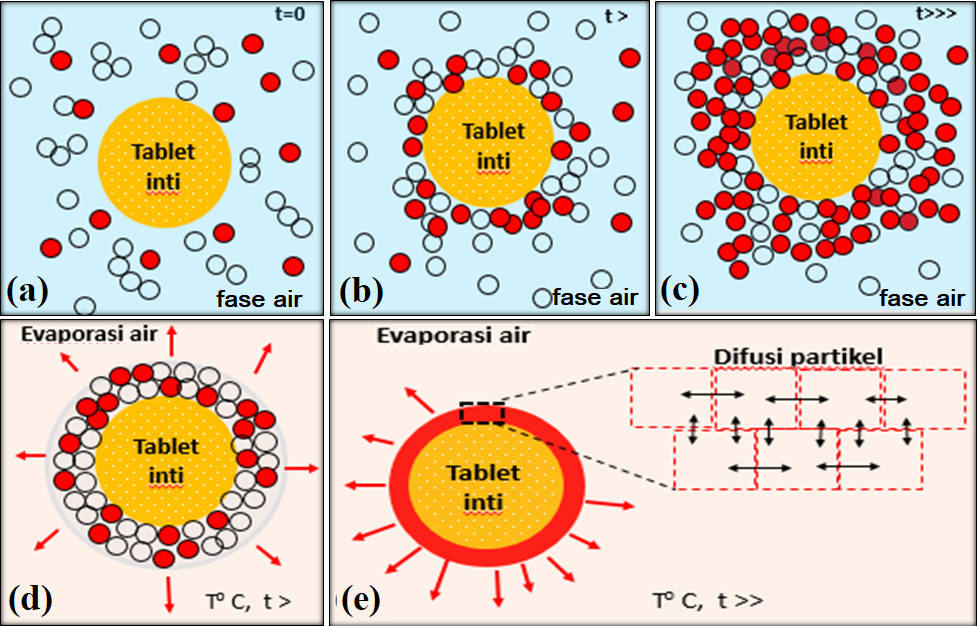 t=0
Tablet
inti
(a)
fase air
t >
Tablet
inti
(b)
fase air
t>>>
Tablet
inti
(c)
fase air
Evaporasi air
Tablet
inti
(d)
T° C, t >
Evaporasi air
Difusi partikel
Tablet
inti
(e)
T° C, t >>